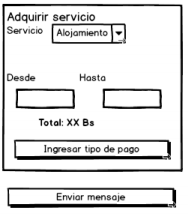 Adquirir servicio
Servicio Alojamiento
Desde Hasta
Total: XX Bs
Ingresar tipo de pago
Enviar mensaje